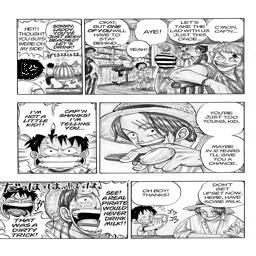 C'MON,
CAP'N...
LET'S
TAKE THE
LAD WITH US
JUST THIS
ONCE.
AYE!
YEAH!
OKAY,
BUT ONE
OF YOU WILL
HAVE TO
STAY
BEHIND...
SORRY,
HEY! I
THOUGHT
YOU GUYS
WERE ON
MY SIDE.
YOU'RE
JUST TOO
YOUNG, KID.
MAYBE
IN 10 YEARS
I'LL GIVE
YOU A
CHANCE.
CAP'N
SHANKS!
I'M
TELLING
YOU...
I'M
NOT A
LITTLE
KID!!
DON'T
GET
UPSET NOW.
HERE, HAVE
SOME MILK.
OH BOY!
THANKS!
SEE!
A REAL
PIRATE
WOULD
NEVER
DRINK
MILK!!
THAT WAS
A DIRTY
TRICK!